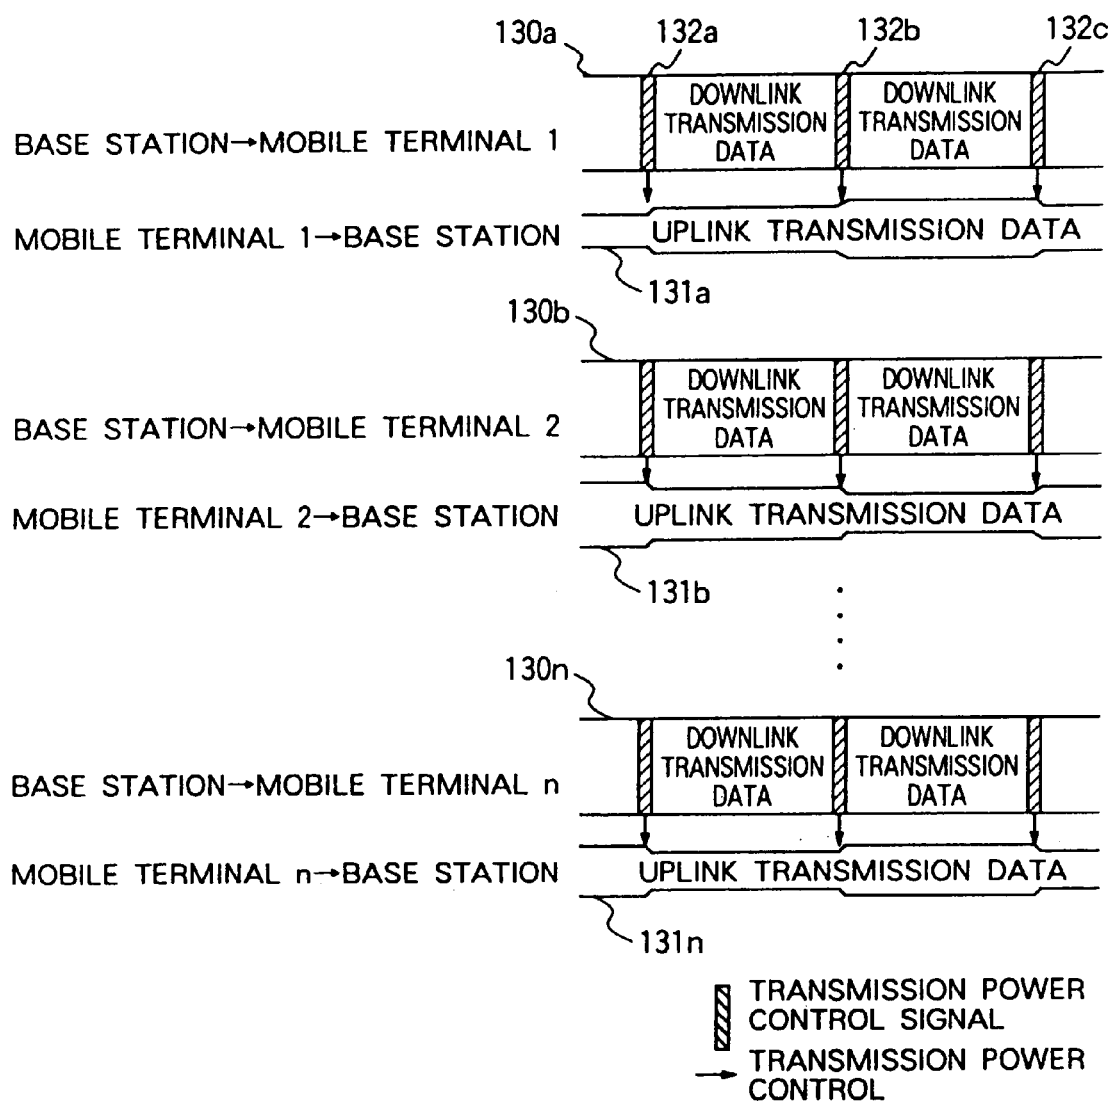 130a 132a 132b 132c
DOWNLINK DOWNLINK
TRANSMISSION TRANSMISSION
DATA DATA
BASE STATION→MOBILE TERMINAL 1
MOBILE TERMINAL 1→BASE STATION UPLINK TRANSMISSION DATA
131a
130b
DOWNLINK DOWNLINK
TRANSMISSION TRANSMISSION
DATA DATA
BASE STATION→MOBILE TERMINAL 2
MOBILE TERMINAL 2→BASE STATION UPLINK TRANSMISSION DATA
131b
130n
DOWNLINK DOWNLINK
TRANSMISSION TRANSMISSION
DATA DATA
BASE STATION→MOBILE TERMINAL n
MOBILE TERMINAL n→BASE STATION UPLINK TRANSMISSION DATA
131n
TRANSMISSION POWER
CONTROL SIGNAL
TRANSMISSION POWER
CONTROL